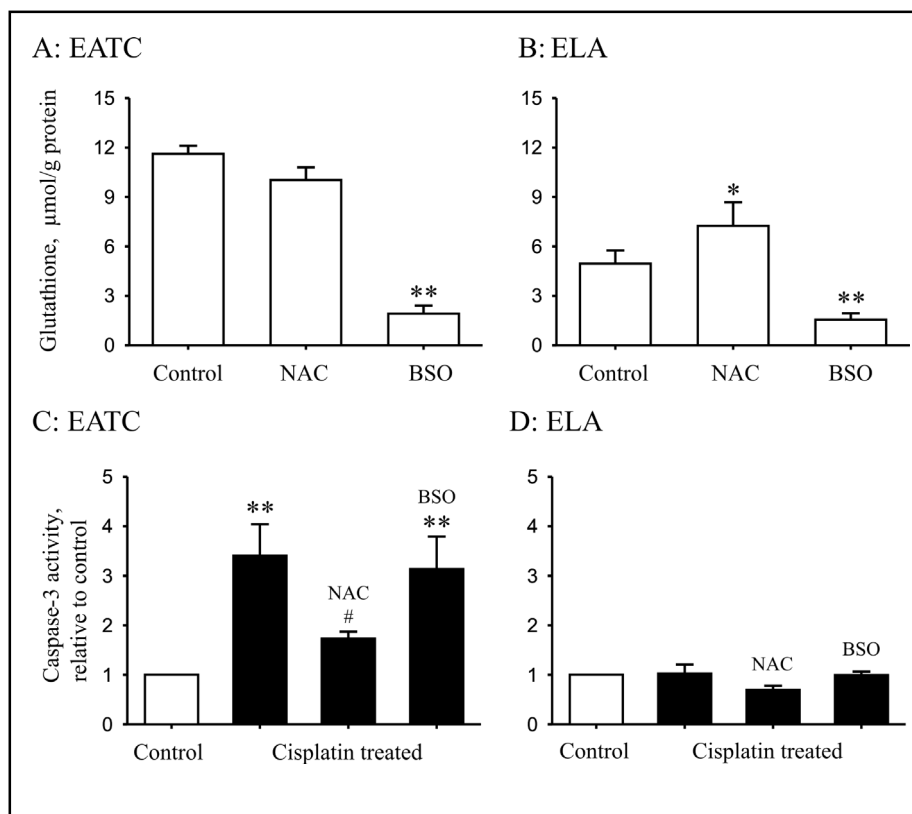 A: EATC
Glutathione, µmol/g protein
15
12
9
6
3
0
**
Control NAC BSO
B: ELA
15
12
9
6
3
0
*
**
Control NAC BSO
C: EATC
Caspase-3 activity,
relative to control
5
4
3
2
1
0
**
NAC
#
BSO
**
Control Cisplatin treated
D: ELA
5
4
3
2
1
0
NAC
BSO
Control Cisplatin treated